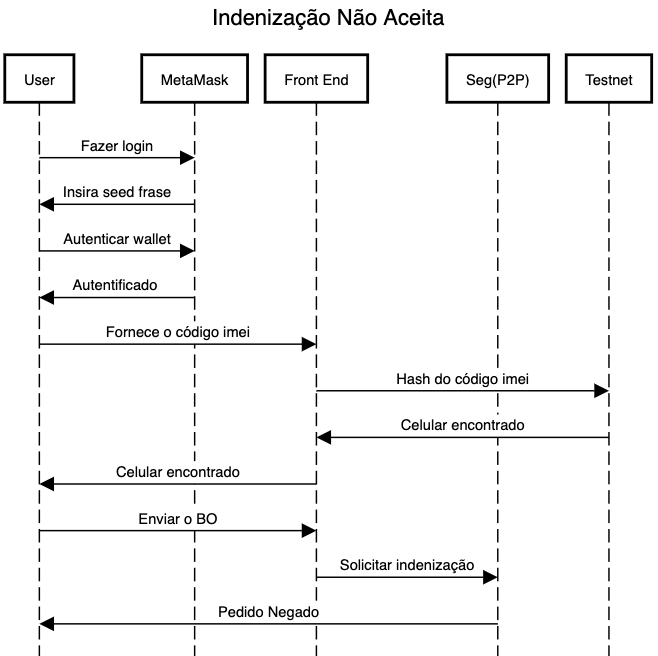 Indenização Não Aceita
User
MetaMask
Front End
Seg(P2P)
Testnet
Fazer login
Insira seed frase
Autenticar wallet
Autentificado
Fornece o código imei
Hash do código imei
Celular encontrado
Celular encontrado
Enviar o BO
Solicitar indenização
Pedido Negado